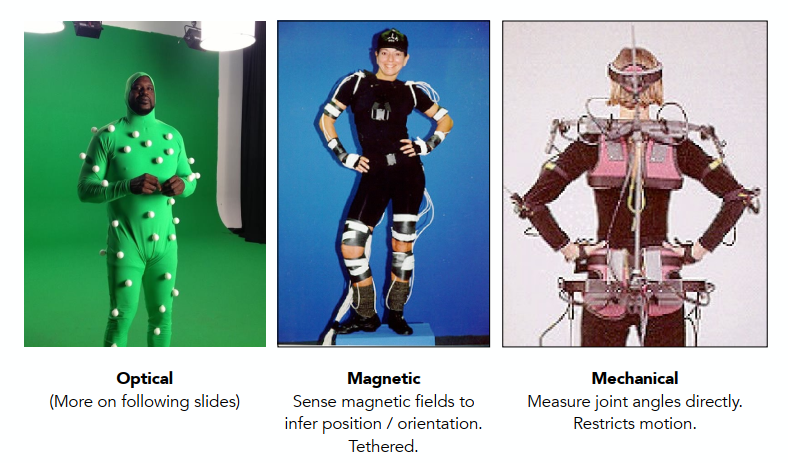 Optical
(More on following slides)
Magnetic
Sense magnetic fields to
infer position / orientation.
Tethered.
Mechanical
Measure joint angles directly.
Restricts motion.